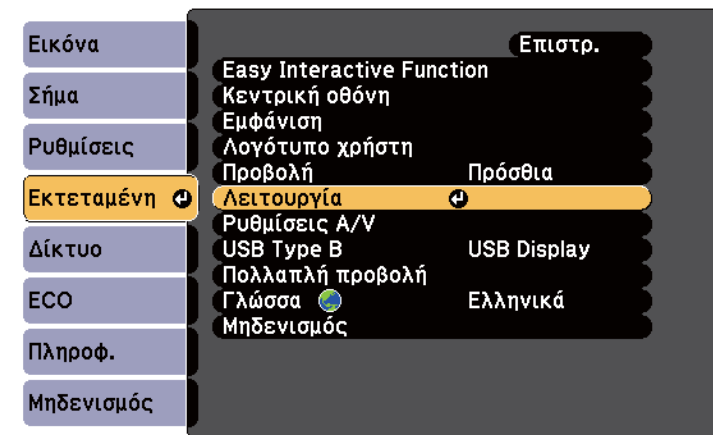 Εικόνα
Σήμα
Ρυθμίσεις
Εκτεταμένη
Δίκτυο
ECO
Πληροφ.
Μηδενισμός
Επιστρ.
Easy Interactive Function
Κεντρική οθόνη
Εμφάνιση
Λογότυπο χρήστη
Προβολή Πρόσθια
Λειτουργία
Ρυθμίσεις A/V
USB Type B USB Display
Πολλαπλή προβολή
Γλώσσα Ελληνικά
Μηδενισμός